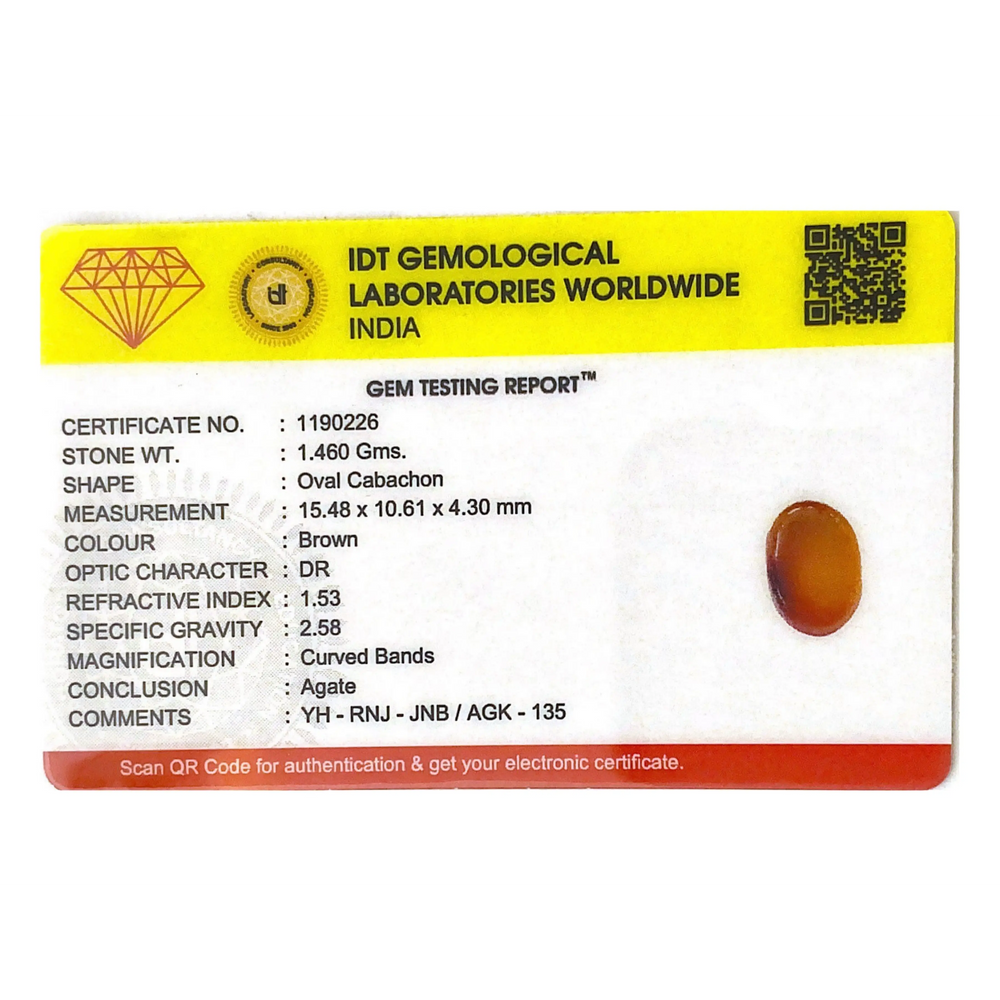 IDT GEMOLOGICAL
LABORATORIES WORLDWIDE
INDIA
GEM TESTING REPORT™
CERTIFICATE NO. : 1190226
STONE WT. : 1.460 Gms.
SHAPE : Oval Cabachon
MEASUREMENT : 15.48 x 10.61 x 4.30 mm
COLOUR : Brown
OPTIC CHARACTER : DR
REFRACTIVE INDEX : 1.53
SPECIFIC GRAVITY : 2.58
MAGNIFICATION : Curved Bands
CONCLUSION : Agate
COMMENTS : YH - RNJ - JNB / AGK - 135
Scan QR Code for authentication & get your electronic certificate.